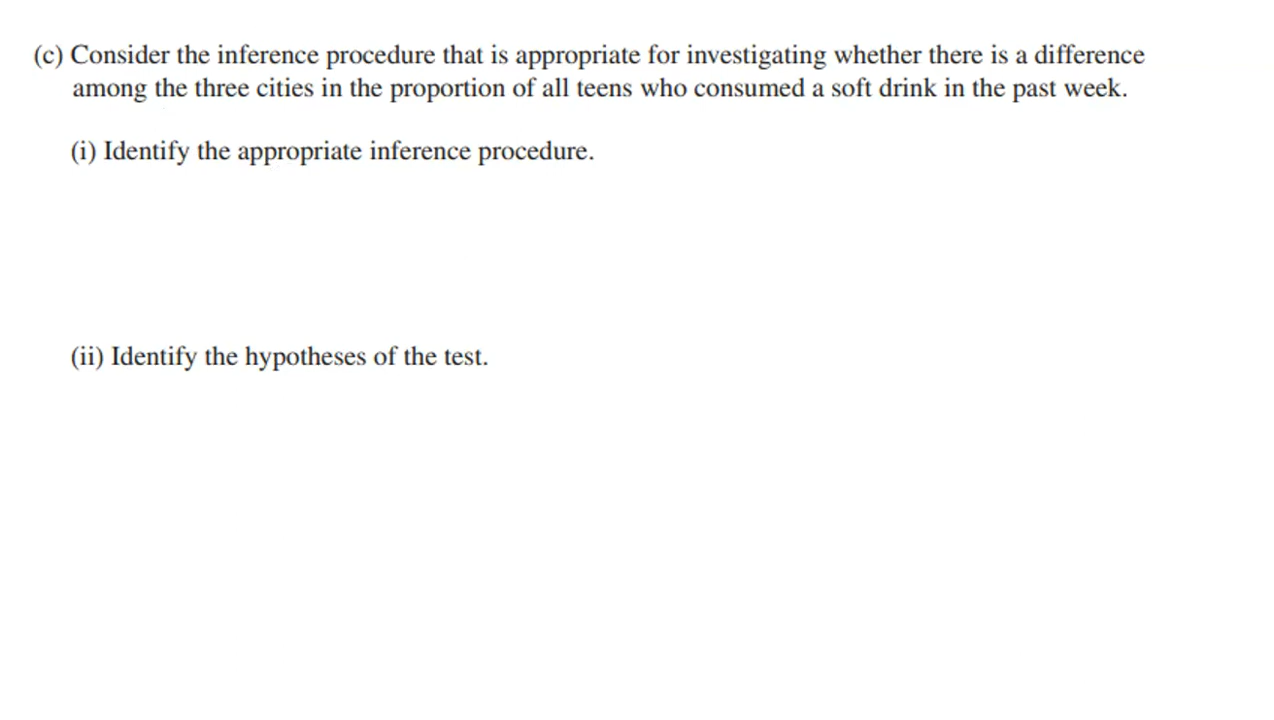 (c) Consider the inference procedure that is appropriate for investigating whether there is a difference
among the three cities in the proportion of all teens who consumed a soft drink in the past week.
(i) Identify the appropriate inference procedure.
(ii) Identify the hypotheses of the test.